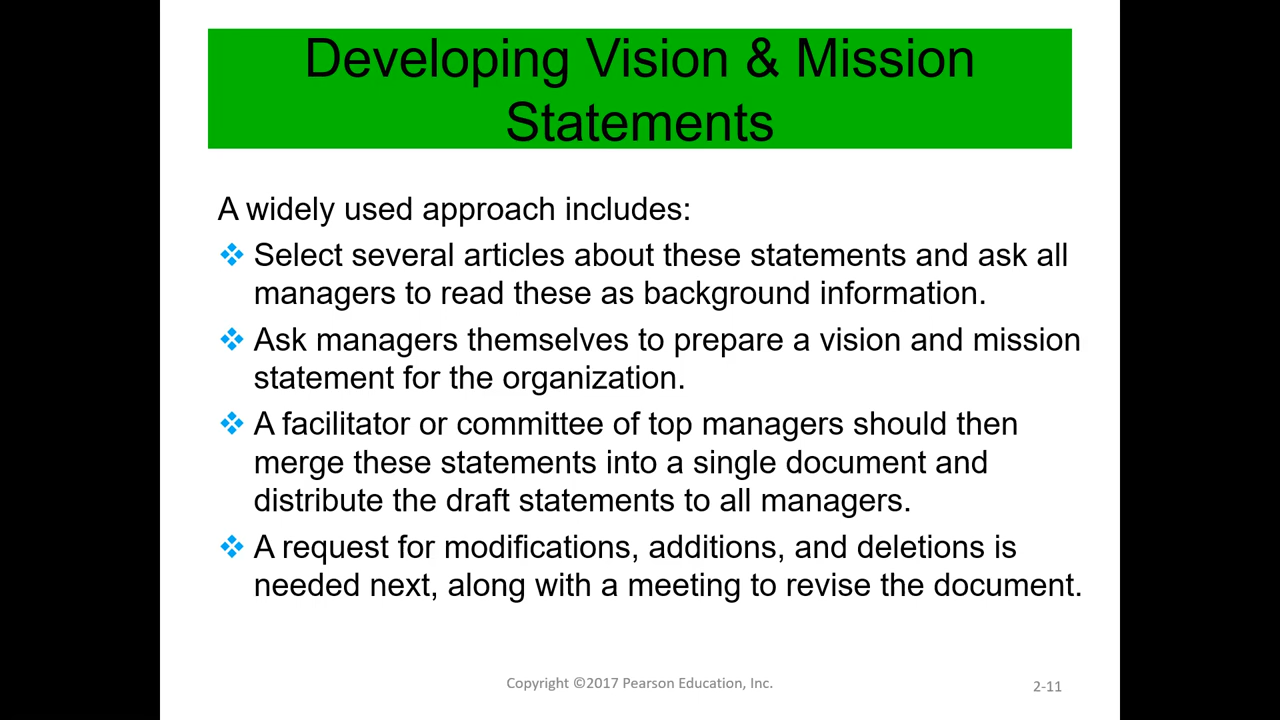 Developing Vision & Mission
Statements
A widely used approach includes:
❖ Select several articles about these statements and ask all
managers to read these as background information.
❖ Ask managers themselves to prepare a vision and mission
statement for the organization.
❖ A facilitator or committee of top managers should then
merge these statements into a single document and
distribute the draft statements to all managers.
❖ A request for modifications, additions, and deletions is
needed next, along with a meeting to revise the document.
Copyright ©2017 Pearson Education, Inc.
2-11